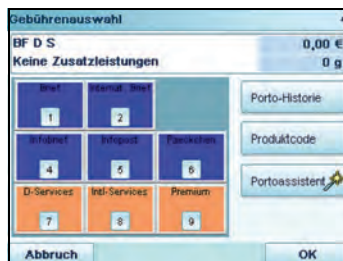 Gebührenauswahl
BF D S 0,00 €
Keine Zusatzleistungen 0 g
Brief Internat. Brief
1 2
Porto-Historie
Infobrief Infopost Paeckchen
4 5 6
Produktcode
D-Services Intl-Services Premium
7 8 9
Portoassistent
Abbruch OK